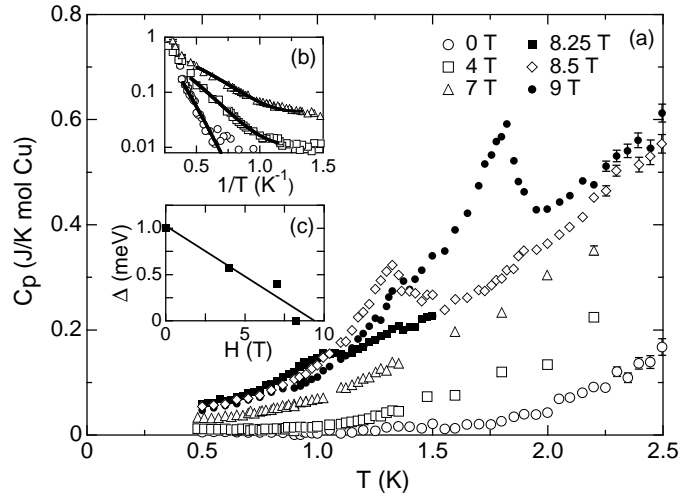 (a)
0 T 8.25 T
4 T 8.5 T
7 T 9 T
Cp (J/K mol Cu)
0.8
0.6
0.4
0.2
0
0.5 1.0 1.5 2.0 2.5
T (K)
(b)
1
0.1
0.01
0.5 1.0 1.5
1/T (K-1)
(c)
Δ (meV)
1.0
0.5
0
0 5 10
H (T)